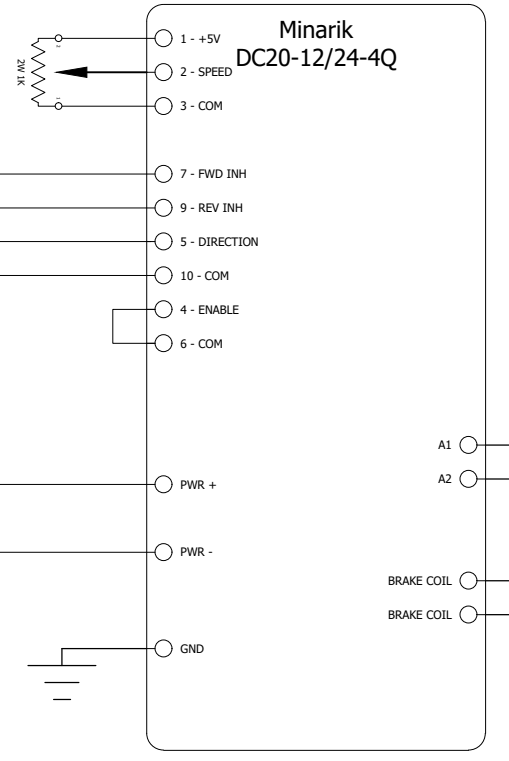 Minarik
DC20-12/24-4Q
2W 1K
1 - +5V
2 - SPEED
3 - COM
7 - FWD INH
9 - REV INH
5 - DIRECTION
10 - COM
4 - ENABLE
6 - COM
A1
A2
PWR +
PWR -
BRAKE COIL
BRAKE COIL
GND